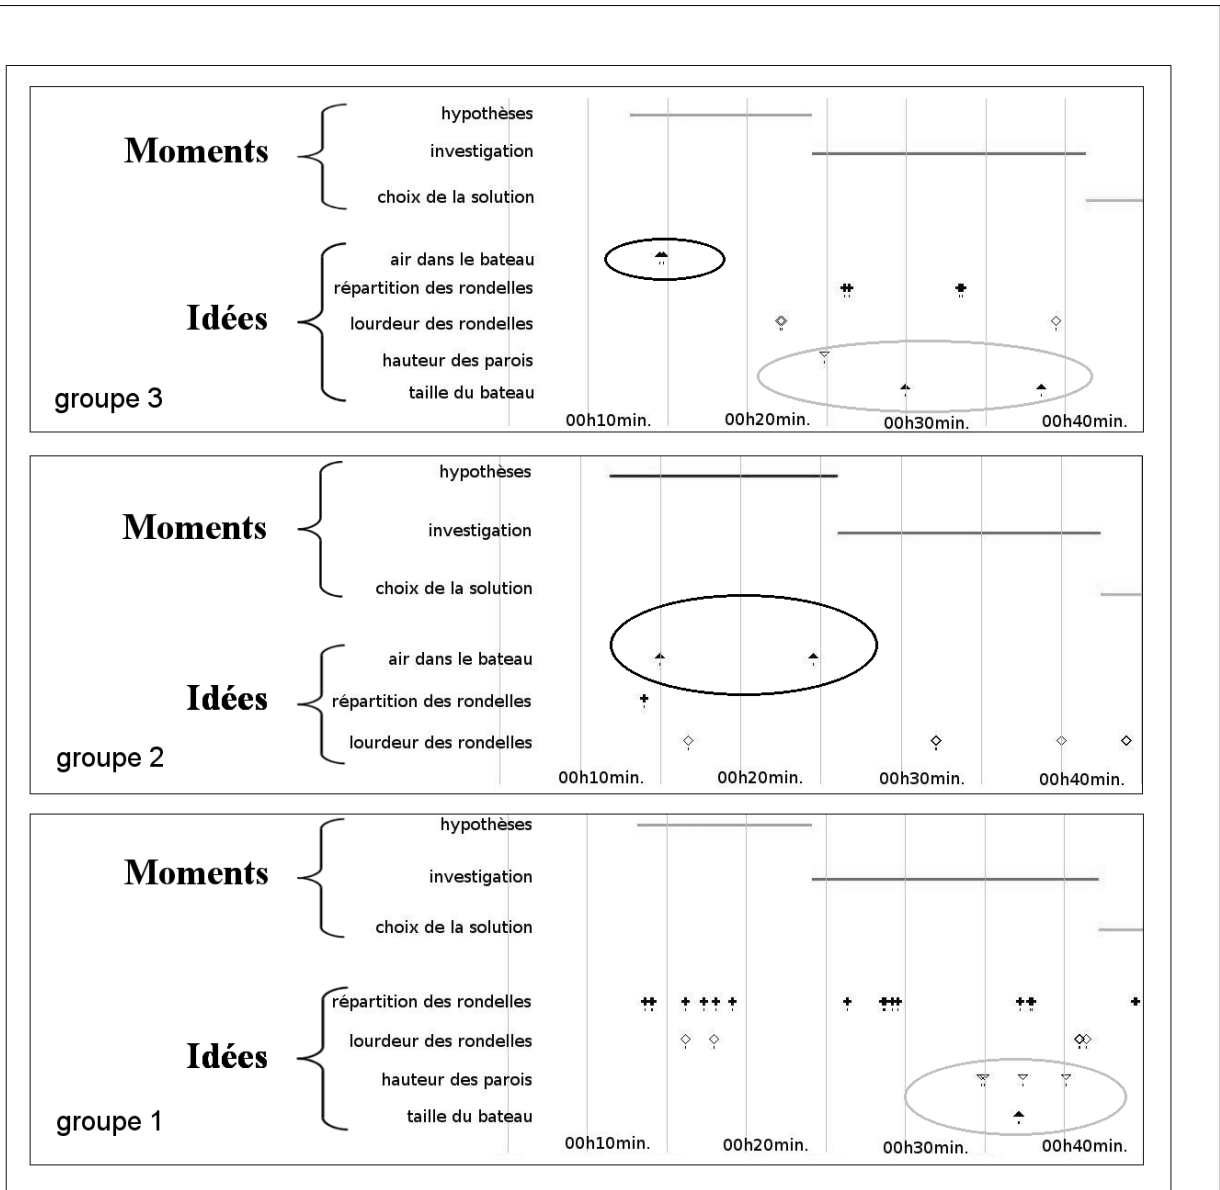 hypothèses
Moments
investigation
choix de la solution
air dans le bateau
répartition des rondelles
Idées
lourdeur des rondelles
hauteur des parois
taille du bateau
groupe 3
00h10min. 00h20min. 00h30min. 00h40min.
hypothèses
Moments
investigation
choix de la solution
air dans le bateau
Idées
répartition des rondelles
lourdeur des rondelles
groupe 2
00h10min. 00h20min. 00h30min. 00h40min.
hypothèses
Moments
investigation
choix de la solution
répartition des rondelles
lourdeur des rondelles
Idées
hauteur des parois
taille du bateau
groupe 1
00h10min. 00h20min. 00h30min. 00h40min.